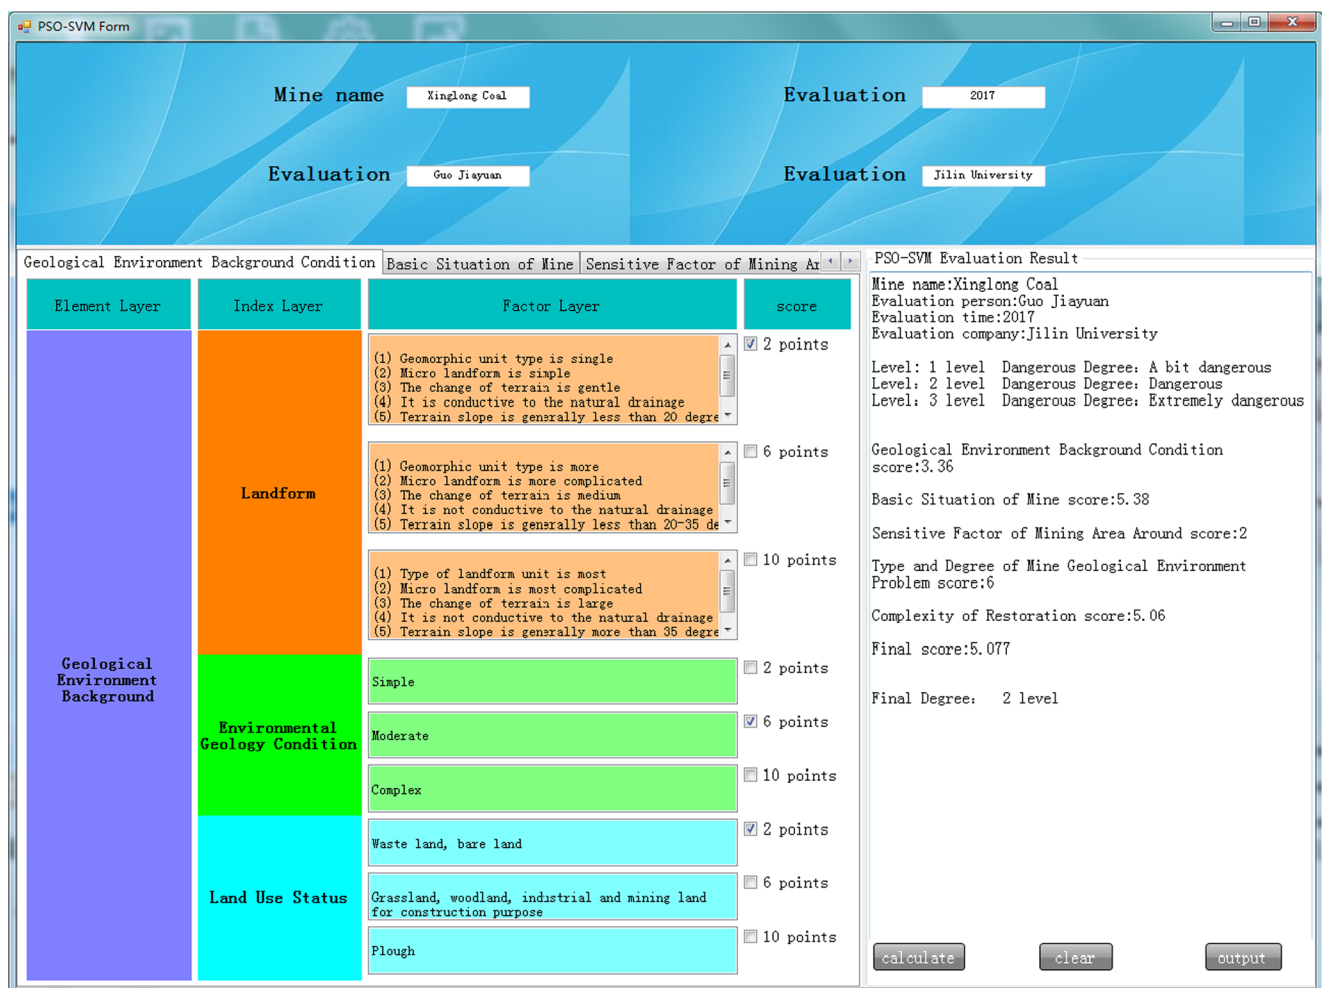 PSO-SVM Form
Mine name
Xinglong Coal
Evaluation
2017
Evaluation
Guo Jiayuan
Evaluation
Jilin University
Geological Environment Background Condition
Basic Situation of Mine
Sensitive Factor of Mining Ar
Element Layer
Index Layer
Factor Layer
score
Geological
Environment
Background
Landform
(1) Geomorphic unit type is single
(2) Micro landform is simple
(3) The change of terrain is gentle
(4) It is conductive to the natural drainage
(5) Terrain slope is generally less than 20 degre
2 points
(1) Geomorphic unit type is more
(2) Micro landform is more complicated
(3) The change of terrain is medium
(4) It is not conductive to the natural drainage
(5) Terrain slope is generally less than 20-35 de
6 points
(1) Type of landform unit is most
(2) Micro landform is most complicated
(3) The change of terrain is large
(4) It is not conductive to the natural drainage
(5) Terrain slope is generally more than 35 degre
10 points
Environmental
Geology Condition
Simple
2 points
Moderate
6 points
Complex
10 points
Land Use Status
Waste land, bare land
2 points
Grassland, woodland, industrial and mining land
for construction purpose
6 points
Plough
10 points
PSO-SVM Evaluation Result
Mine name:Xinglong Coal
Evaluation person:Guo Jiayuan
Evaluation time:2017
Evaluation company:Jilin University
Level: 1 level Dangerous Degree: A bit dangerous
Level: 2 level Dangerous Degree: Dangerous
Level: 3 level Dangerous Degree: Extremely dangerous
Geological Environment Background Condition
score:3.36
Basic Situation of Mine score:5.38
Sensitive Factor of Mining Area Around score:2
Type and Degree of Mine Geological Environment
Problem score:6
Complexity of Restoration score:5.06
Final score:5.077
Final Degree: 2 level
calculate
clear
output